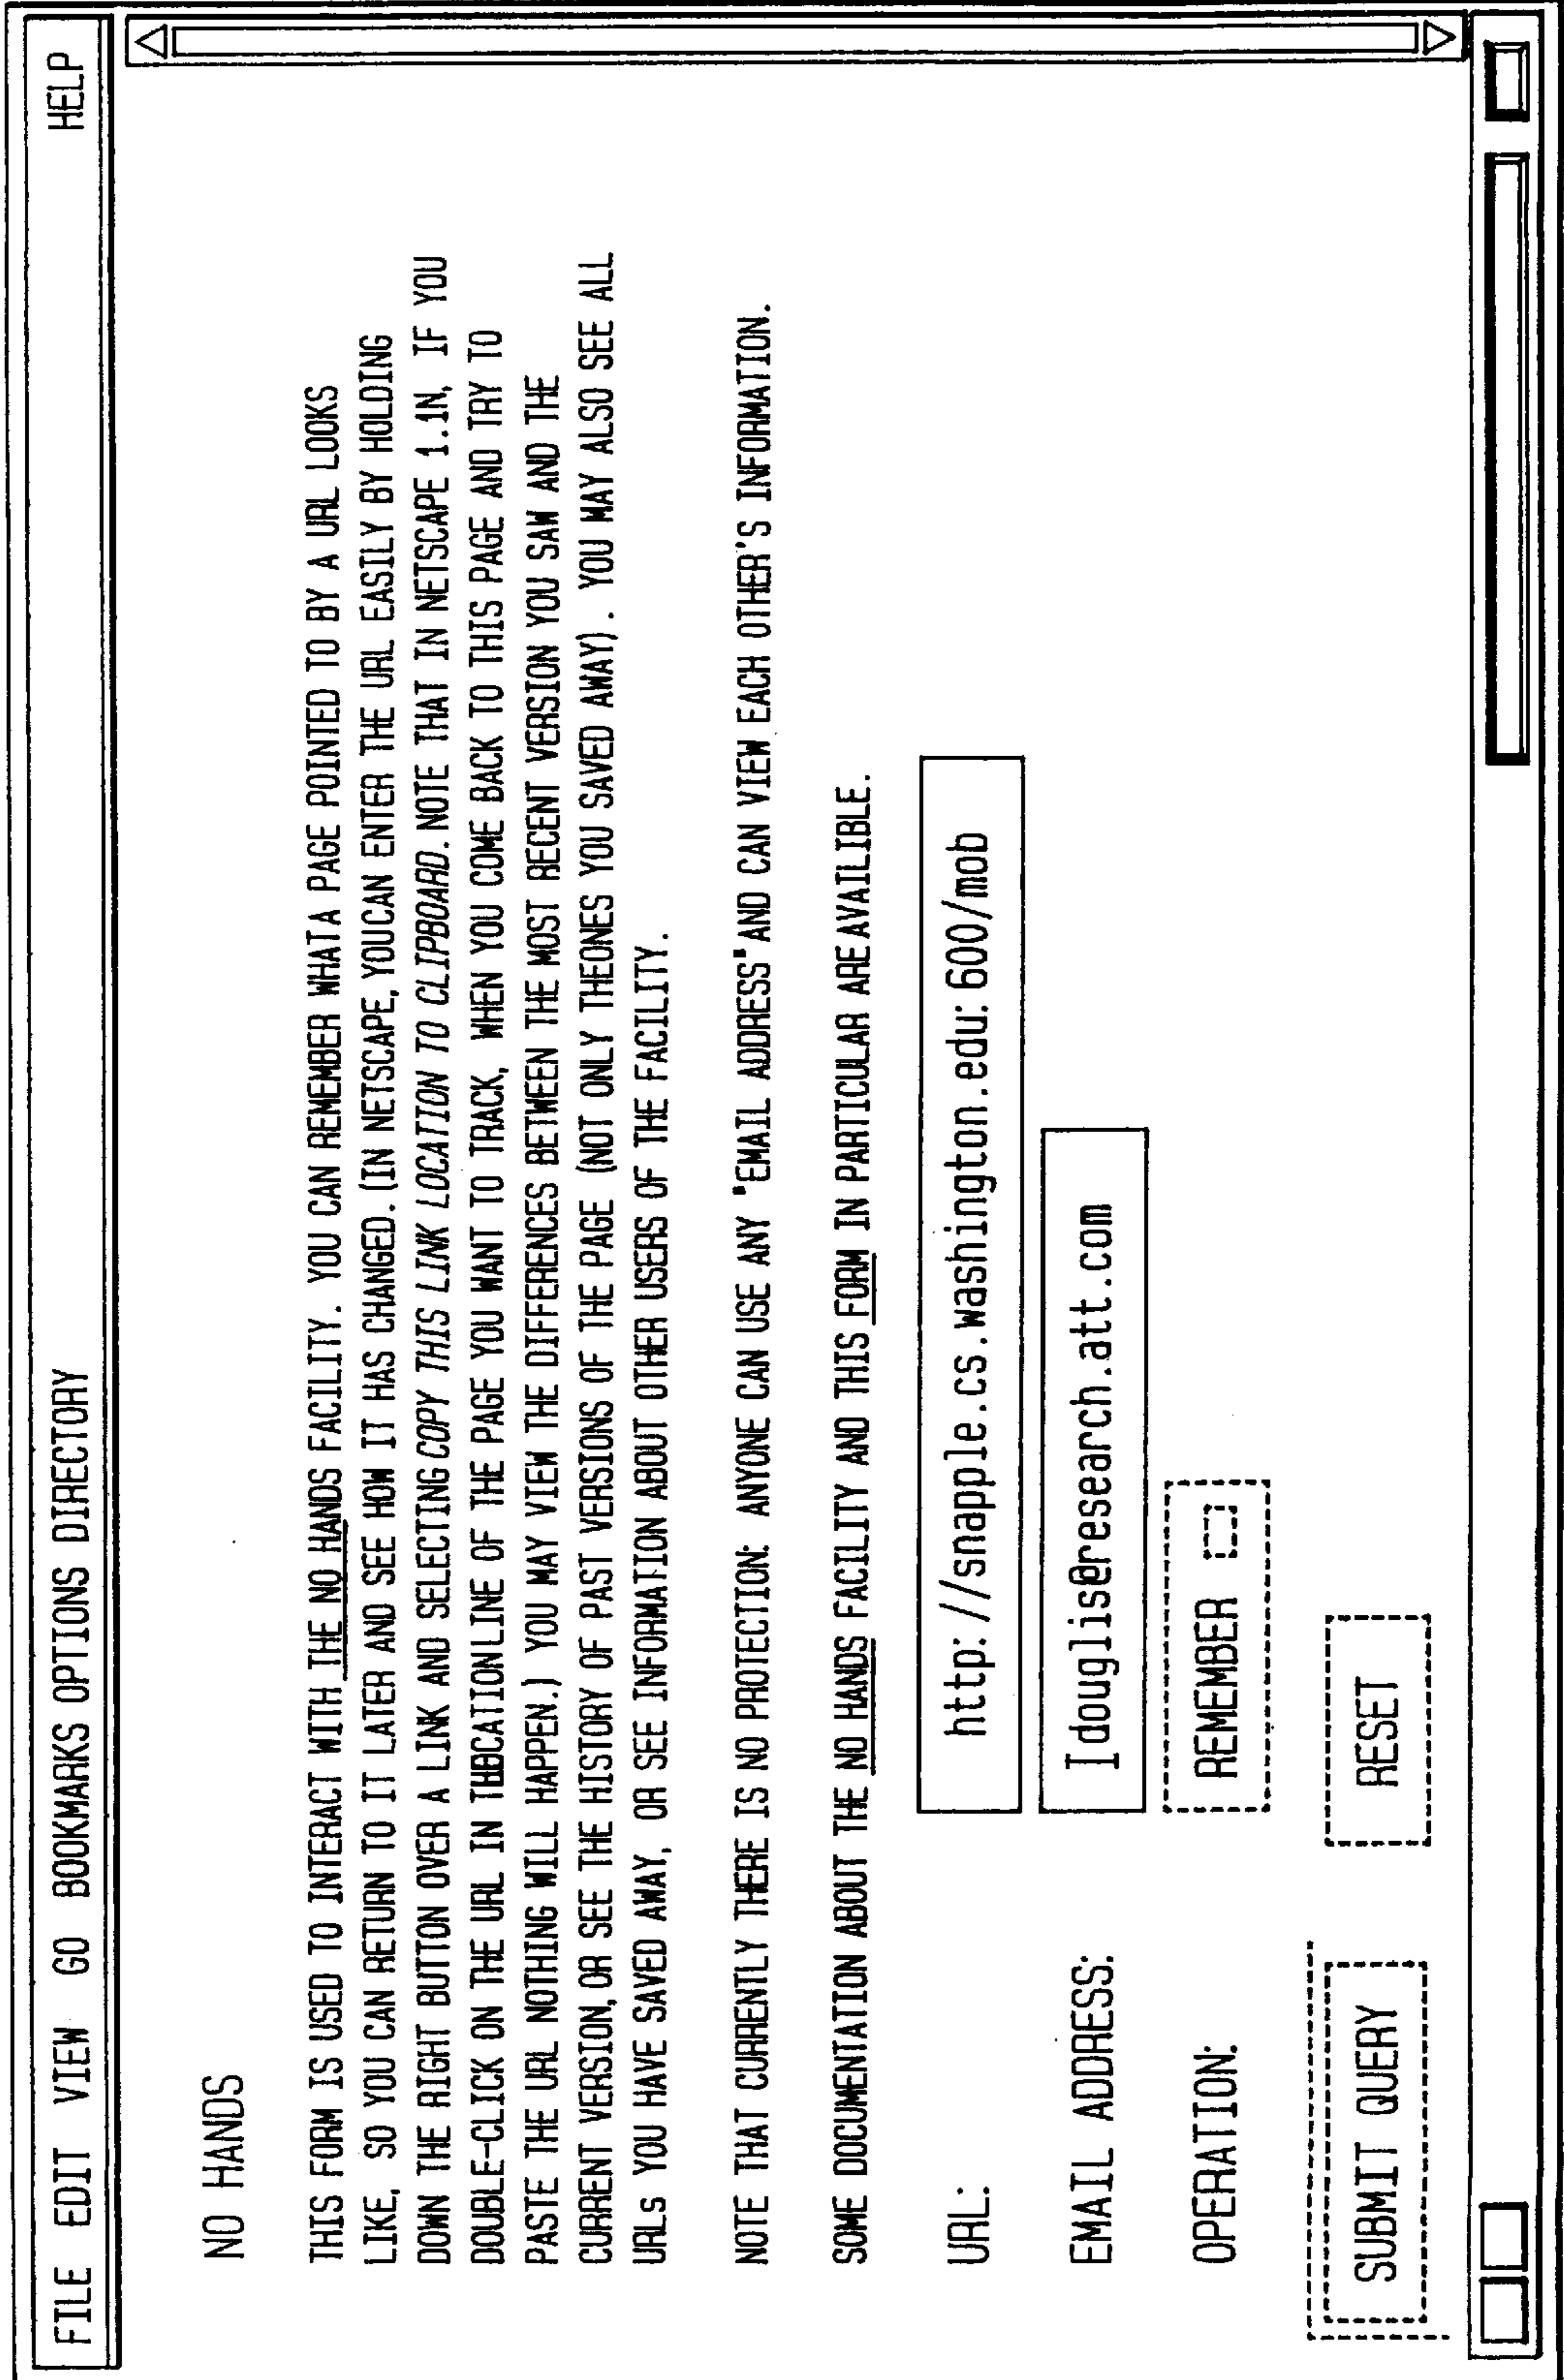 FILE EDIT VIEW GO BOOKMARKS OPTIONS DIRECTORY HELP
NO HANDS
THIS FORM IS USED TO INTERACT WITH THE NO HANDS FACILITY. YOU CAN REMEMBER WHATA PAGE POINTED TO BY A URL LOOKS
LIKE, SO YOU CAN RETURN TO IT LATER AND SEE HOW IT HAS CHANGED. (IN NETSCAPE, YOUCAN ENTER THE URL EASILY BY HOLDING
DOWN THE RIGHT BUTTON OVER A LINK AND SELECTING COPY THIS LINK LOCATION TO CLIPBOARD. NOTE THAT IN NETSCAPE 1.1N, IF YOU
DOUBLE-CLICK ON THE URL IN LINE OF THE PAGE YOU WANT TO TRACK, WHEN YOU COME BACK TO THIS PAGE AND TRY TO
PASTE THE URL NOTHING WILL HAPPEN.) YOU MAY VIEW THE DIFFERENCES BETWEEN THE MOST RECENT VERSION YOU SAW AND THE
CURRENT VERSION, OR SEE THE HISTORY OF PAST VERSIONS OF THE PAGE (NOT ONLY THEONES YOU SAVED AWAY). YOU MAY ALSO SEE ALL
URLs YOU HAVE SAVED AWAY, OR SEE INFORMATION ABOUT OTHER USERS OF THE FACILITY.
NOTE THAT CURRENTLY THERE IS NO PROTECTION: ANYONE CAN USE ANY "EMAIL ADDRESS" AND CAN VIEW EACH OTHER'S INFORMATION.
SOME DOCUMENTATION ABOUT THE NO HANDS FACILITY AND THIS FORM IN PARTICULAR AREAVAILIBLE.
URL: http://snapple.cs.washington.edu:600/mob
EMAIL ADDRESS: Idouglis@research.att.com
OPERATION: REMEMBER
SUBMIT QUERY RESET